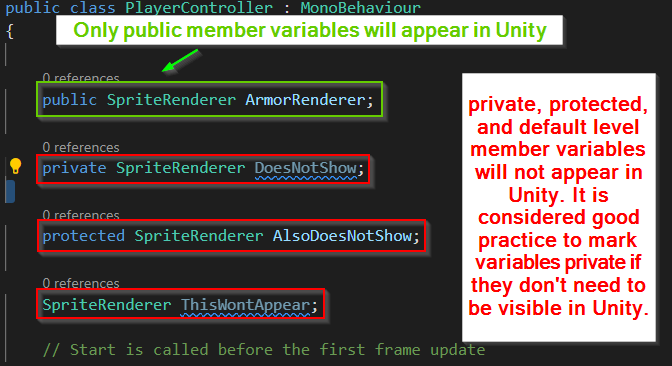 public class PlayerController : MonoBehaviour
{
Only public member variables will appear in Unity
0 references
public SpriteRenderer ArmorRenderer;
0 references
private SpriteRenderer DoesNotShow;
0 references
protected SpriteRenderer AlsoDoesNotShow;
0 references
SpriteRenderer ThisWontAppear;
// Start is called before the first frame update
private, protected,
and default level
member variables
will not appear in
Unity. It is
considered good
practice to mark
variables private if
they don't need to
be visible in Unity.